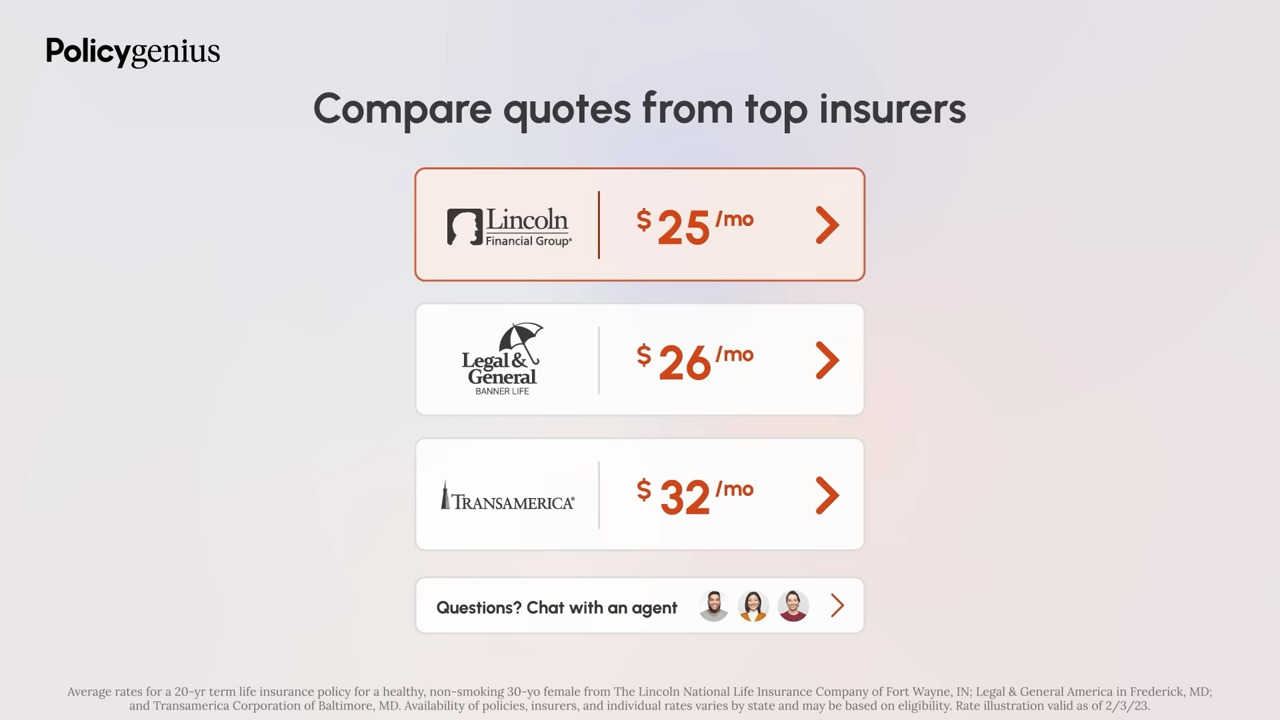 Policygenius
Compare quotes from top insurers
Lincoln
Financial Group®
$25/mo
Legal &
General
BANNER LIFE
$26/mo
TRANSAMERICA®
$32/mo
Questions? Chat with an agent
Average rates for a 20-yr term life insurance policy for a healthy, non-smoking 30-yo female from The Lincoln National Life Insurance Company of Fort Wayne, IN; Legal & General America in Frederick, MD;
and Transamerica Corporation of Baltimore, MD. Availability of policies, insurers, and individual rates varies by state and may be based on eligibility. Rate illustration valid as of 2/3/23.